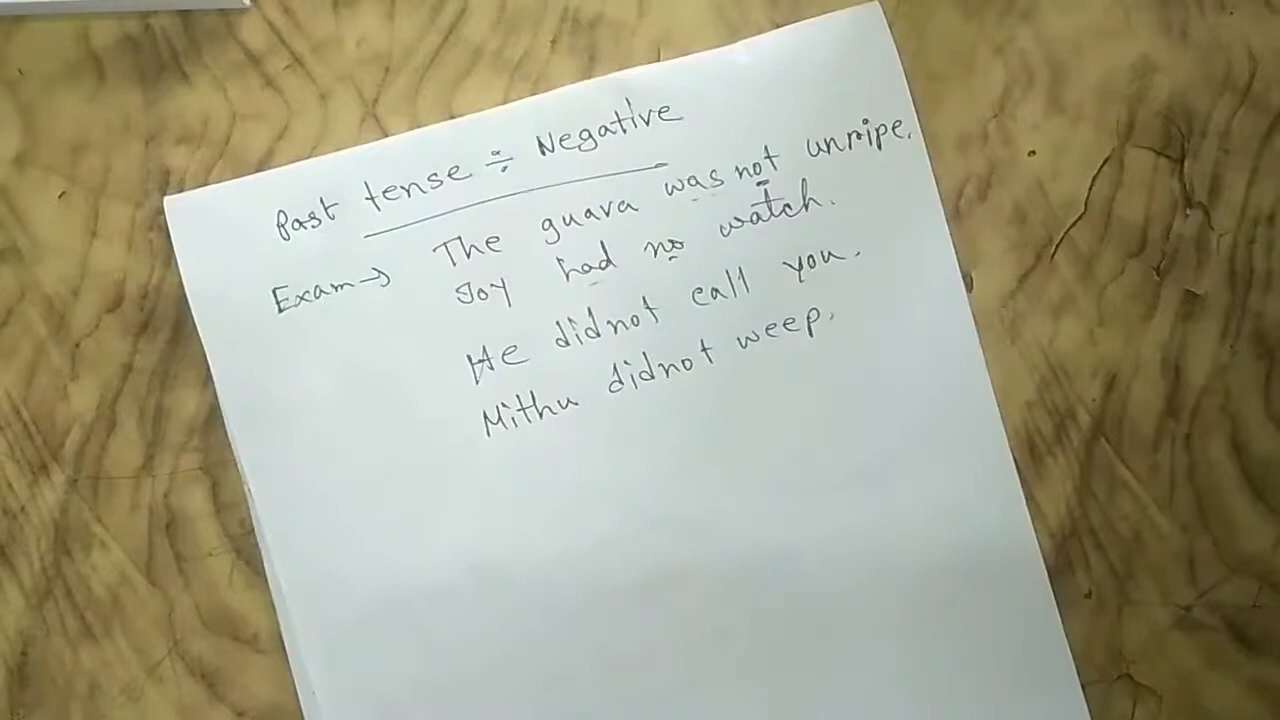 Past tense ÷ Negative
Exam → The guava was not unripe.
Joy had no watch.
He didnot call you.
Mithu didnot weep.